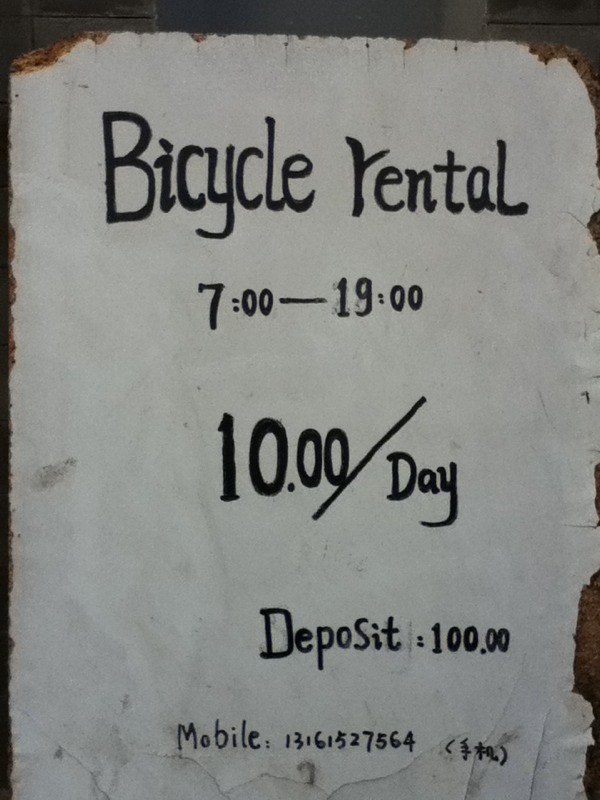 Bicycle rental
7:00—19:00
10.00/Day
Deposit:100.00
Mobile: 13161527564 (手机)